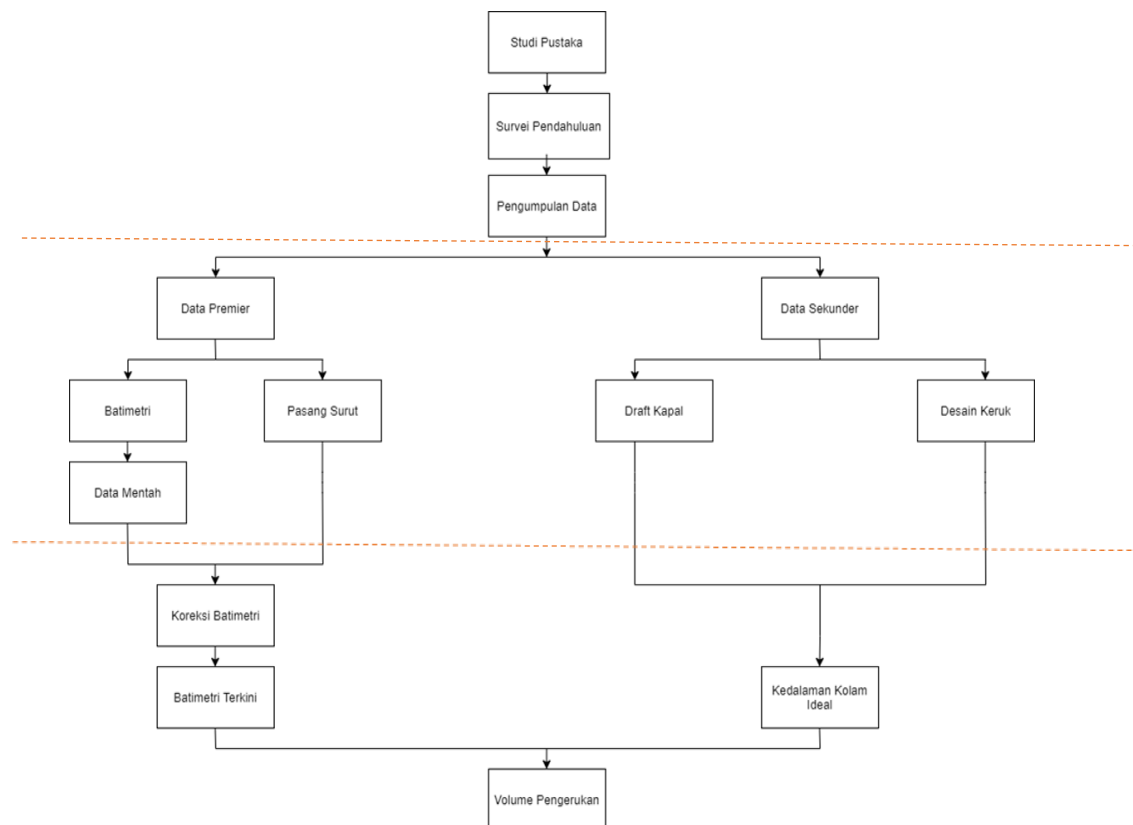 Studi Pustaka
Survei Pendahuluan
Pengumpulan Data
Data Premier
Data Sekunder
Batimetri
Pasang Surut
Draft Kapal
Desain Keruk
Data Mentah
Koreksi Batimetri
Batimetri Terkini
Kedalaman Kolam
Ideal
Volume Pengerukan